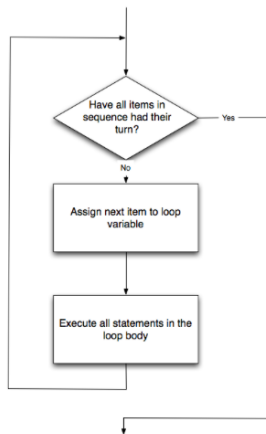 Have all items in
sequence had their
turn?
Yes
No
Assign next item to loop
variable
Execute all statements in the
loop body